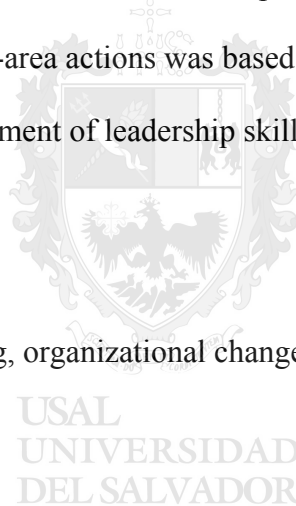 -area actions was based
ment of leadership skill
g, organizational change
USAL
UNIVERSIDAD
DEL SALVADOR